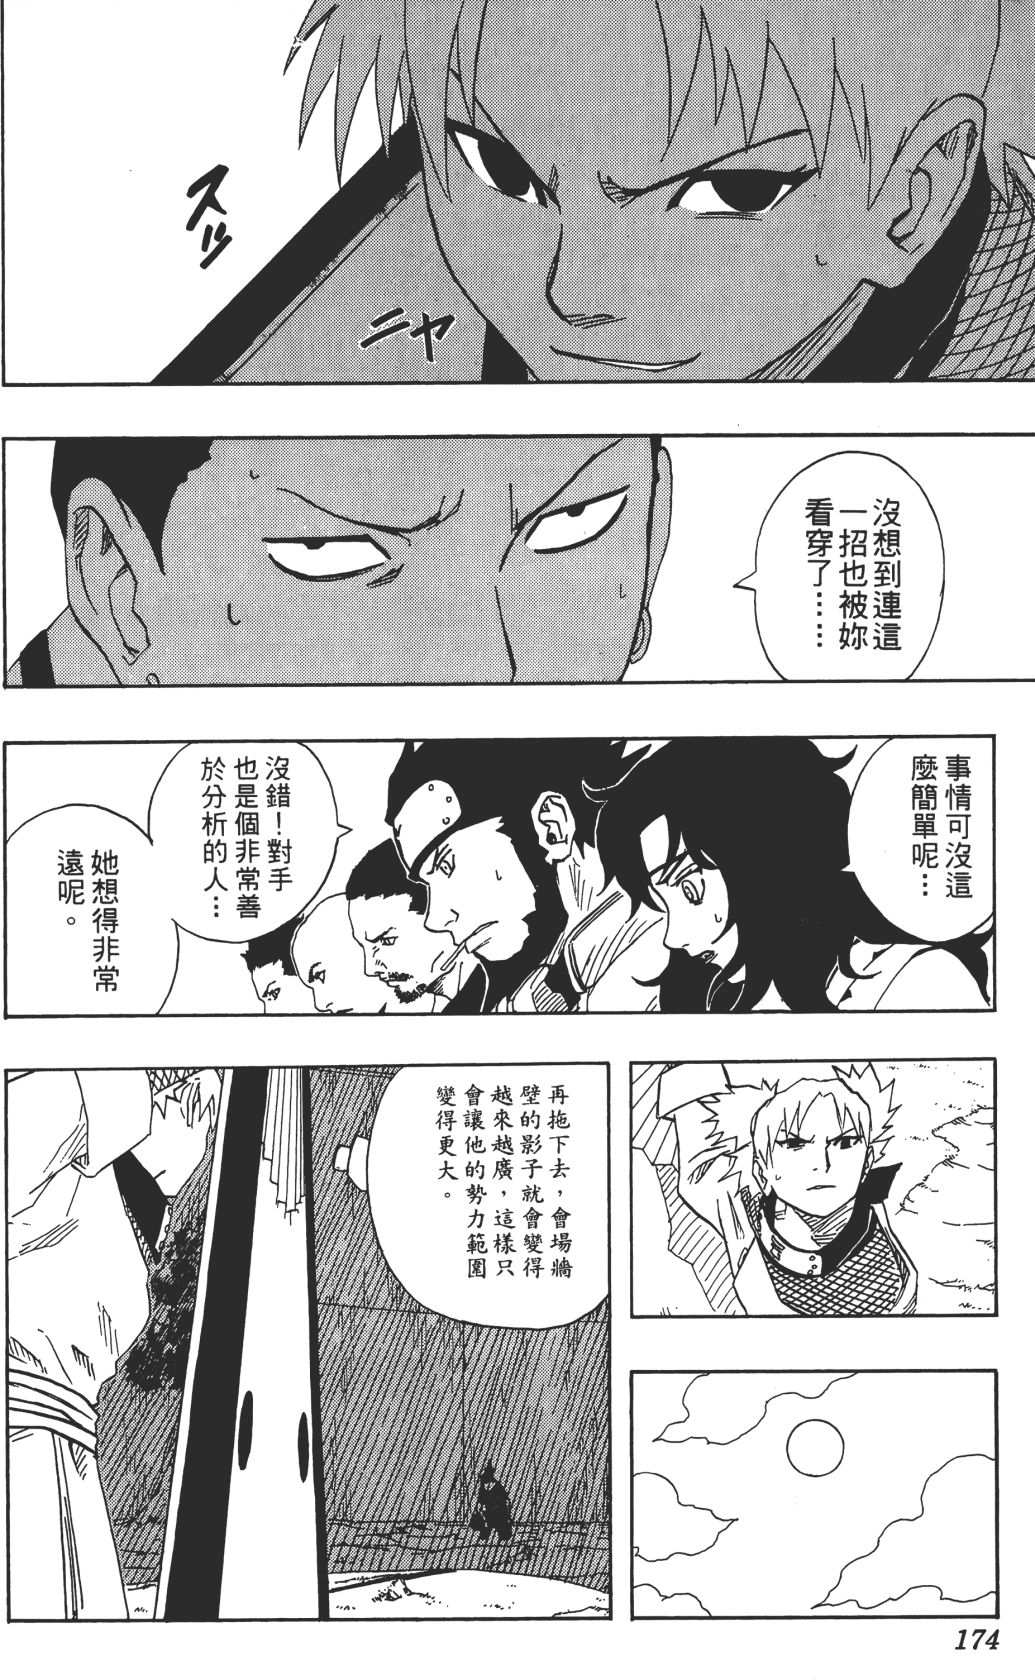 スッ
ニヤ
沒想到連這
一招也被妳
看穿了……
事情可沒這
麼簡單呢…
沒錯！對手
也是個非常善
於分析的人…
她想得非常
遠呢。
再拖下去，會場牆
壁的影子就會變得
越來越廣，這樣只
會讓他的勢力範圍
變得更大。
174